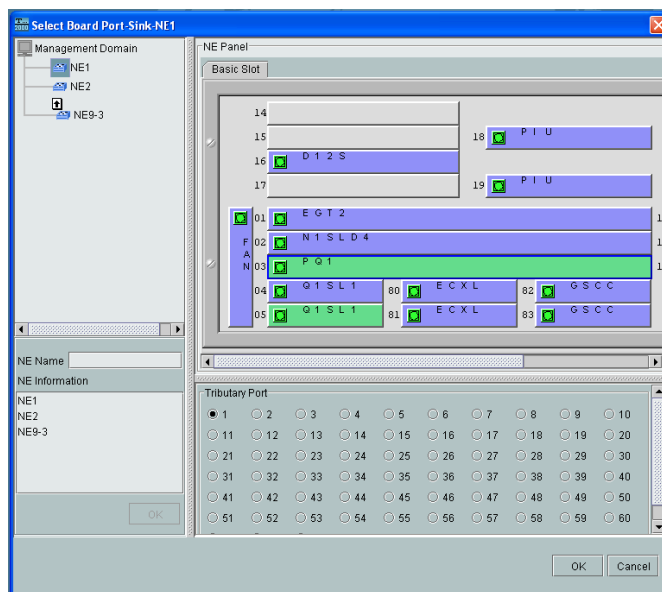 Select Board Port-Sink-NE1
Management Domain
NE1
NE2
NE9-3
NE Name
NE Information
NE1
NE2
NE9-3
OK
NE Panel
Basic Slot
14
15
16 D12S
17
18 PIU
19 PIU
FAN
01 EGT2
02 N1SLD4
03 PQ1
04 Q1SL1 80 ECXL 82 GSCC
05 Q1SL1 81 ECXL 83 GSCC
Tributary Port
1 2 3 4 5 6 7 8 9 10
11 12 13 14 15 16 17 18 19 20
21 22 23 24 25 26 27 28 29 30
31 32 33 34 35 36 37 38 39 40
41 42 43 44 45 46 47 48 49 50
51 52 53 54 55 56 57 58 59 60
OK Cancel